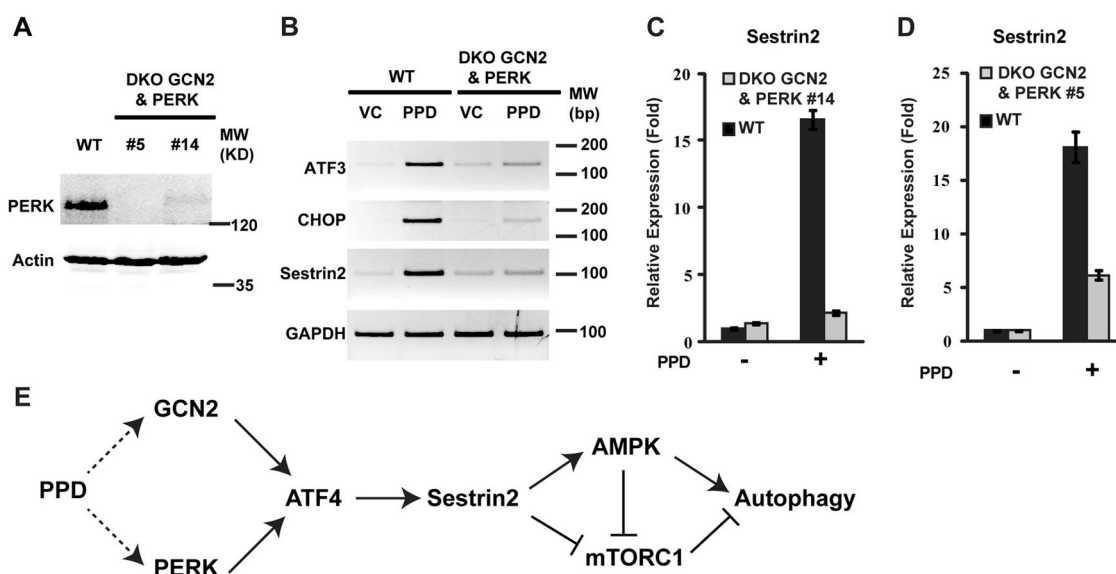 A
DKO GCN2
& PERK
WT #5 #14
MW
(KD)
PERK
120
Actin
35
B
WT
DKO GCN2
& PERK
VC PPD VC PPD
MW
(bp)
ATF3
200
100
CHOP
200
100
Sestrin2
100
GAPDH
100
C
Sestrin2
DKO GCN2
& PERK #14
WT
Relative Expression (Fold)
20
15
10
5
0
PPD - +
D
Sestrin2
DKO GCN2
& PERK #5
WT
Relative Expression (Fold)
25
20
15
10
5
0
PPD - +
E
PPD
GCN2
PERK
ATF4
Sestrin2
AMPK
mTORC1
Autophagy